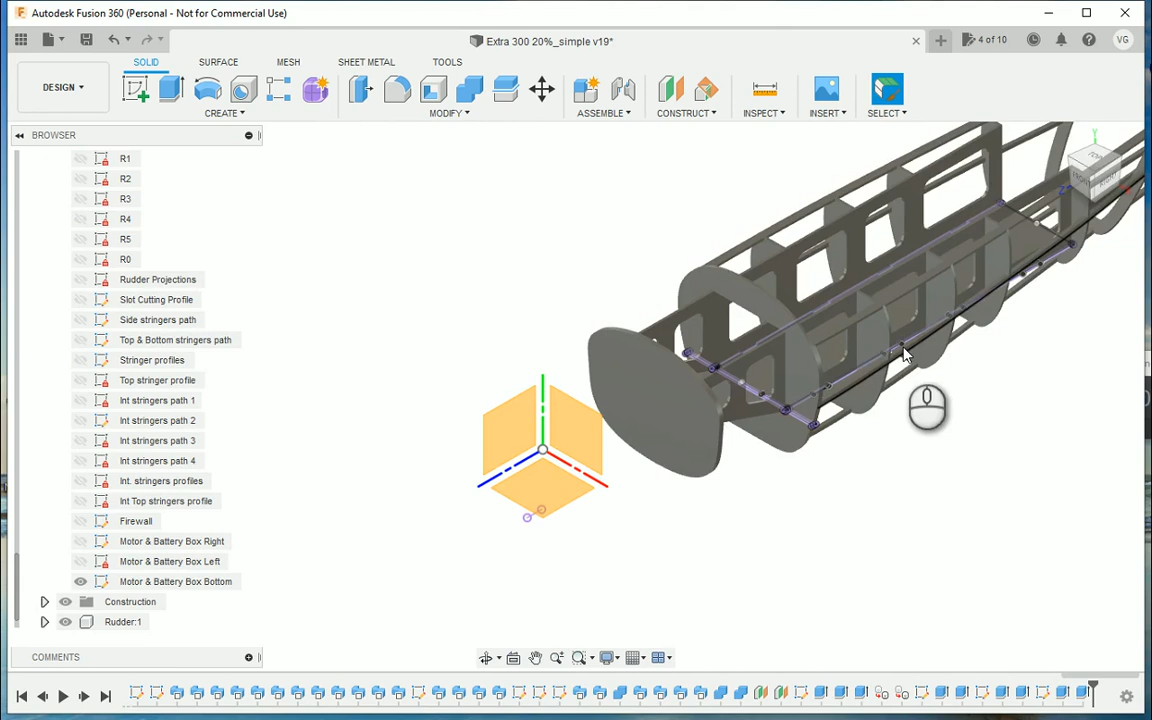 Autodesk Fusion 360 (Personal - Not for Commercial Use)
Extra 300 20%_simple v19*
4 of 10
VG
SOLID SURFACE MESH SHEET METAL TOOLS
DESIGN
CREATE MODIFY ASSEMBLE CONSTRUCT INSPECT INSERT SELECT
BROWSER
R1
R2
R3
R4
R5
R0
Rudder Projections
Slot Cutting Profile
Side stringers path
Top & Bottom stringers path
Stringer profiles
Top stringer profile
Int stringers path 1
Int stringers path 2
Int stringers path 3
Int stringers path 4
Int. stringers profiles
Int Top stringers profile
Firewall
Motor & Battery Box Right
Motor & Battery Box Left
Motor & Battery Box Bottom
Construction
Rudder:1
COMMENTS
Y
TOP
FRONT
RIGHT
Z